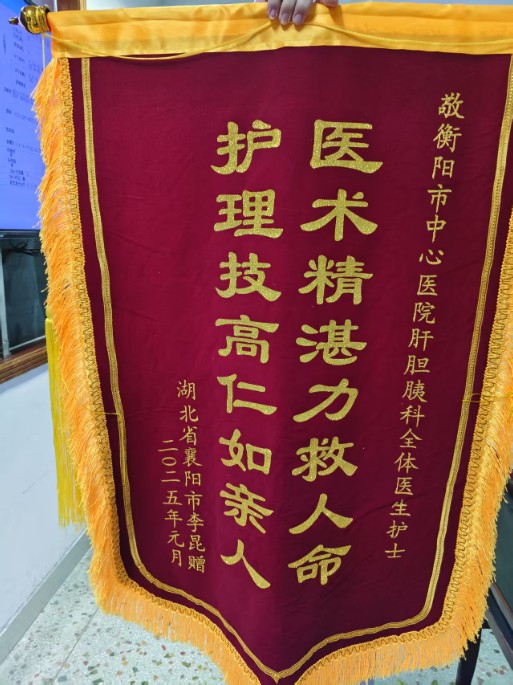 敬衡阳市中心医院肝胆胰科全体医生护士
医术精湛力救人命
护理技高仁如亲人
湖北省襄阳市李昆赠
二〇二五年元月